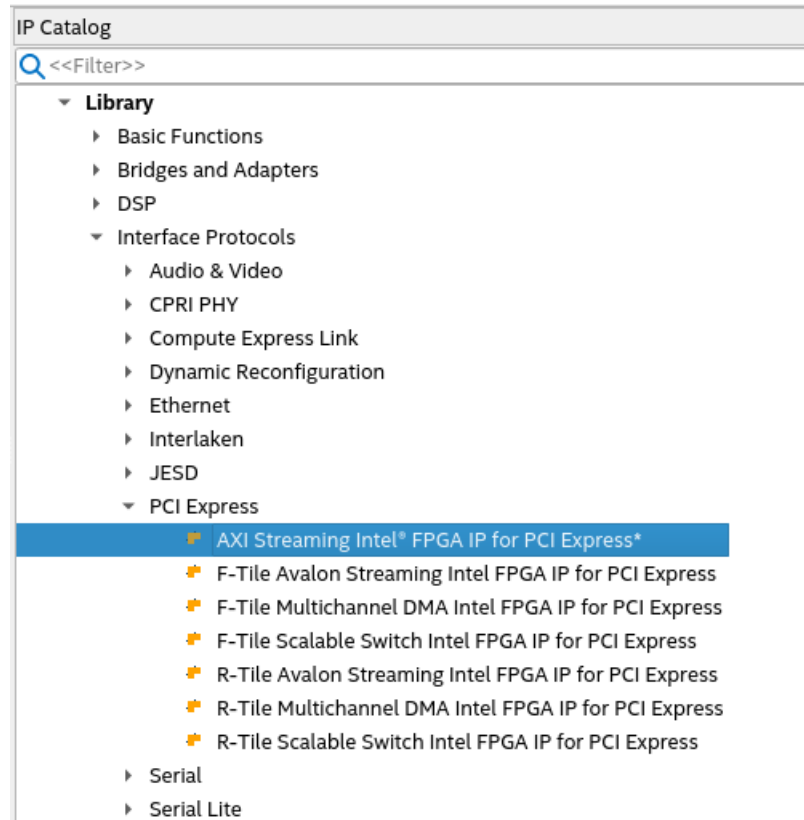 IP Catalog
<<Filter>>
Library
Basic Functions
Bridges and Adapters
DSP
Interface Protocols
Audio & Video
CPRI PHY
Compute Express Link
Dynamic Reconfiguration
Ethernet
Interlaken
JESD
PCI Express
AXI Streaming Intel® FPGA IP for PCI Express*
F-Tile Avalon Streaming Intel FPGA IP for PCI Express
F-Tile Multichannel DMA Intel FPGA IP for PCI Express
F-Tile Scalable Switch Intel FPGA IP for PCI Express
R-Tile Avalon Streaming Intel FPGA IP for PCI Express
R-Tile Multichannel DMA Intel FPGA IP for PCI Express
R-Tile Scalable Switch Intel FPGA IP for PCI Express
Serial
Serial Lite